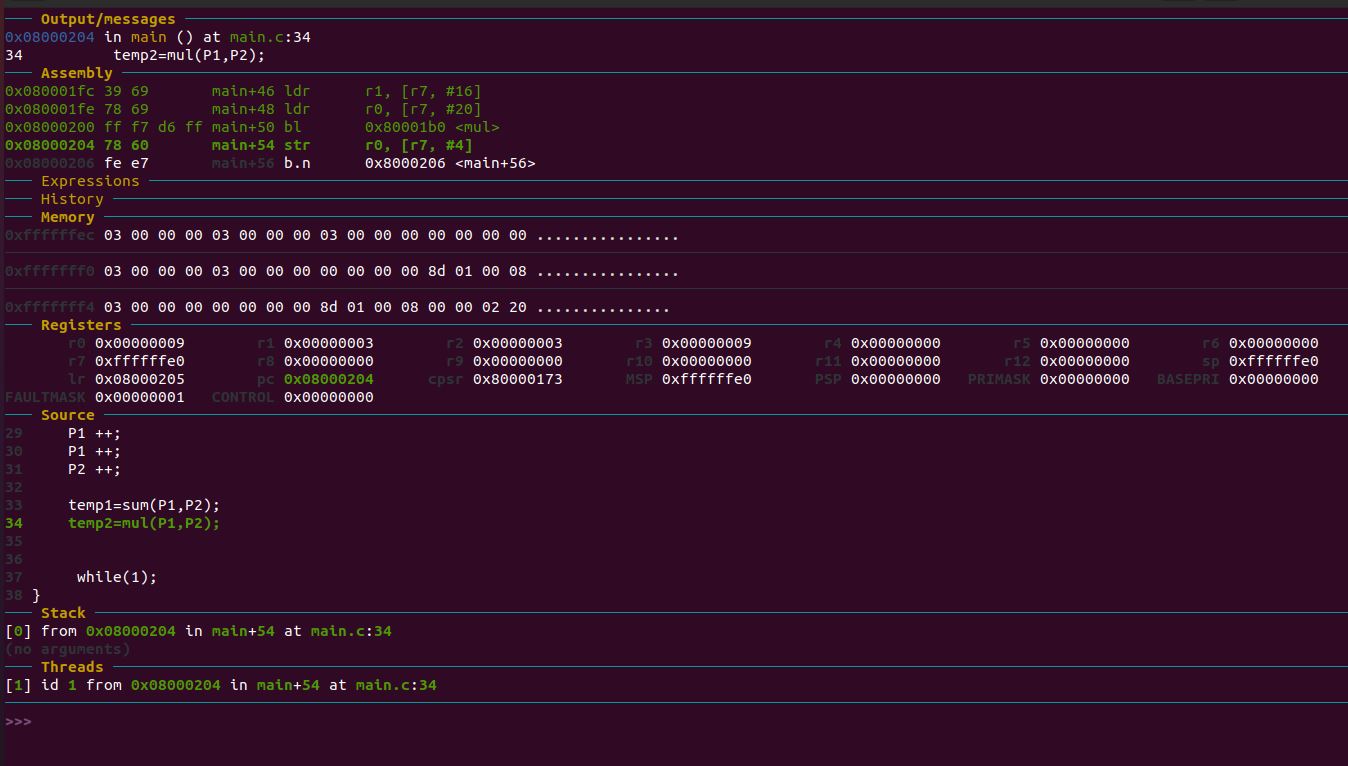 Output/messages
0x08000204 in main () at main.c:34
34          temp2=mul(P1,P2);
Assembly
0x080001fc 39 69       main+46 ldr      r1, [r7, #16]
0x080001fe 78 69       main+48 ldr      r0, [r7, #20]
0x08000200 ff f7 d6 ff main+50 bl       0x80001b0 <mul>
0x08000204 78 60       main+54 str      r0, [r7, #4]
0x08000206 fe e7       main+56 b.n      0x8000206 <main+56>
Expressions
History
Memory
0xffffffec 03 00 00 00 03 00 00 00 03 00 00 00 00 00 00 00 ................
0xfffffff0 03 00 00 00 03 00 00 00 00 00 00 00 8d 01 00 08 ................
0xfffffff4 03 00 00 00 00 00 00 00 8d 01 00 08 00 00 02 20 ...............
Registers
r0 0x00000009 r1 0x00000003 r2 0x00000003 r3 0x00000009 r4 0x00000000 r5 0x00000000 r6 0x00000000
r7 0xffffffe0 r8 0x00000000 r9 0x00000000 r10 0x00000000 r11 0x00000000 r12 0x00000000 sp 0xffffffe0
lr 0x08000205 pc 0x08000204 cpsr 0x80000173 MSP 0xffffffe0 PSP 0x00000000 PRIMASK 0x00000000 BASEPRI 0x00000000
FAULTMASK 0x00000001 CONTROL 0x00000000
Source
29     P1 ++;
30     P1 ++;
31     P2 ++;
32
33     temp1=sum(P1,P2);
34     temp2=mul(P1,P2);
35
36
37      while(1);
38 }
Stack
[0] from 0x08000204 in main+54 at main.c:34
(no arguments)
Threads
[1] id 1 from 0x08000204 in main+54 at main.c:34
>>>